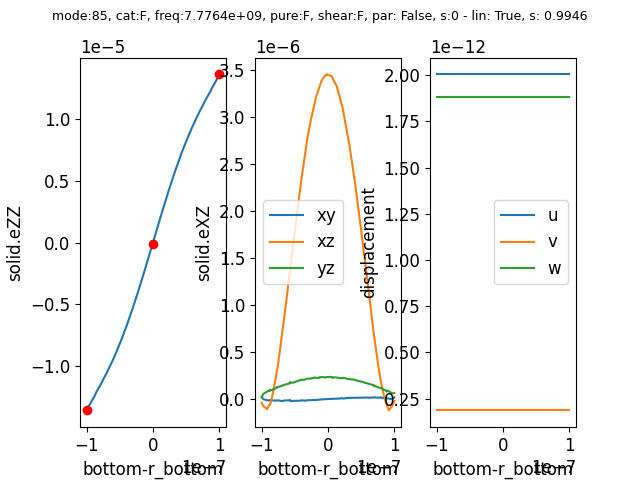 mode:85, cat:F, freq:7.7764e+09, pure:F, shear:F, par: False, s:0 - lin: True, s: 0.9946
1e−5
1.0
0.5
0.0
−0.5
−1.0
solid.eZZ
−1 0 1
1e−7
bottom-r_bottom
1e−6
3.5
3.0
2.5
2.0
1.5
1.0
0.5
0.0
solid.eXZ
xy
xz
yz
−1 0 1
1e−7
bottom-r_bottom
1e−12
2.00
1.75
1.50
1.25
1.00
0.75
0.50
0.25
displacement
u
v
w
−1 0 1
1e−7
bottom-r_bottom